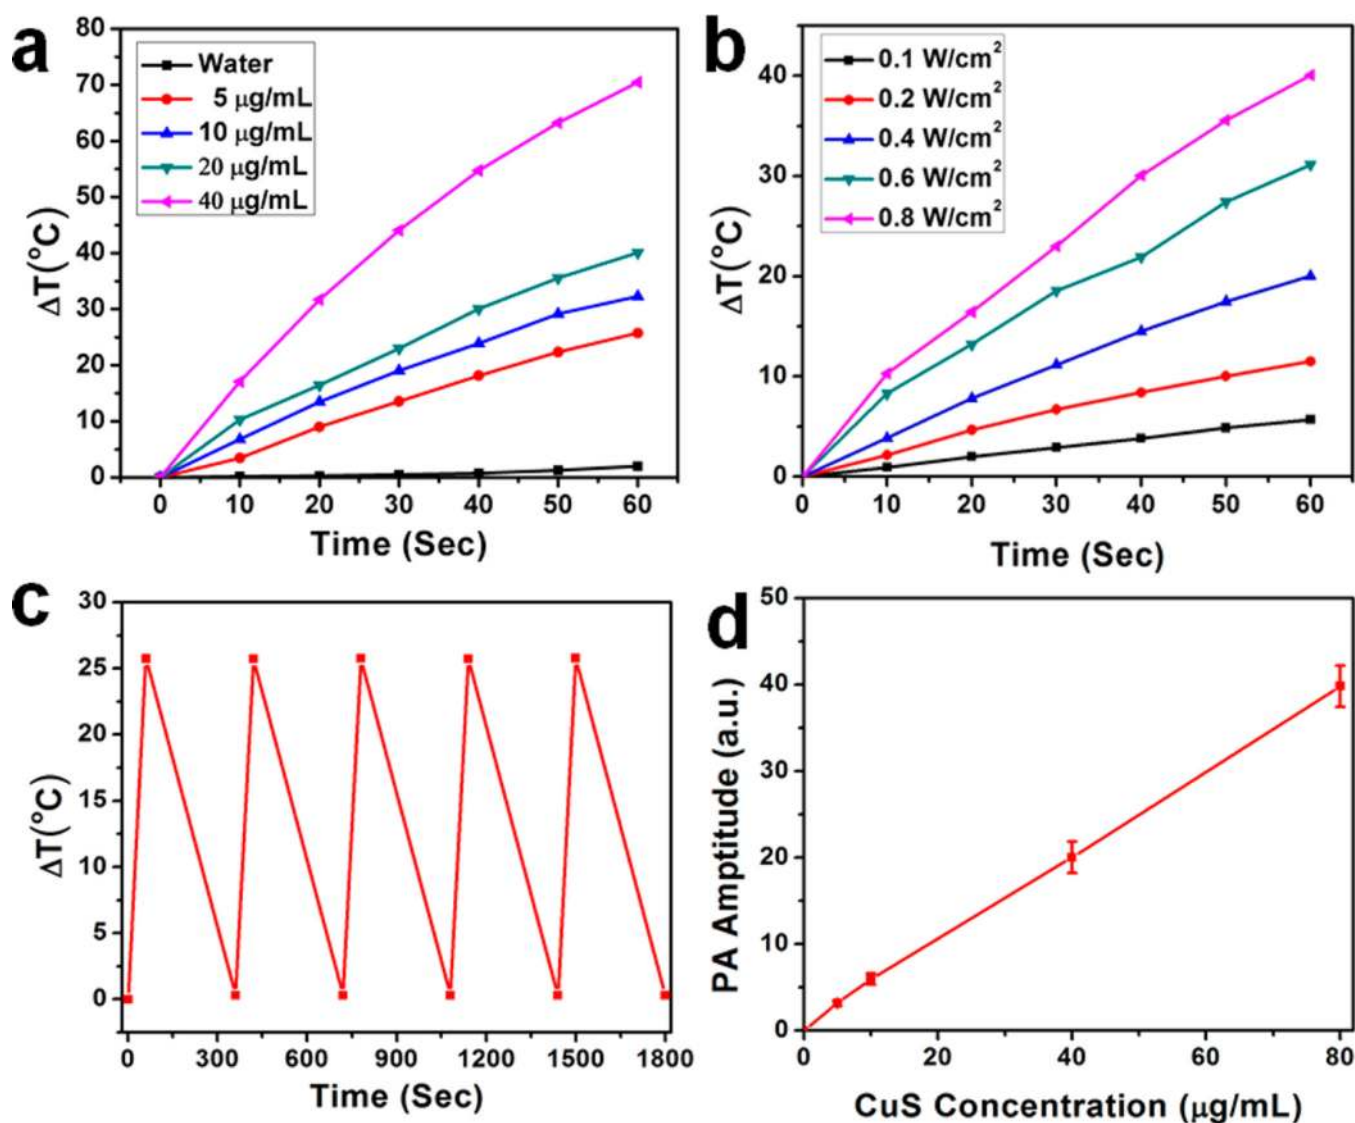 a
80
70
60
50
40
30
20
10
0
ΔT(°C)
Water
5 μg/mL
10 μg/mL
20 μg/mL
40 μg/mL
0 10 20 30 40 50 60
Time (Sec)
b
40
30
20
10
0
ΔT(°C)
0.1 W/cm²
0.2 W/cm²
0.4 W/cm²
0.6 W/cm²
0.8 W/cm²
0 10 20 30 40 50 60
Time (Sec)
c
30
25
20
15
10
5
0
ΔT(°C)
0 300 600 900 1200 1500 1800
Time (Sec)
d
50
40
30
20
10
0
PA Amptitude (a.u.)
0 20 40 60 80
CuS Concentration (μg/mL)